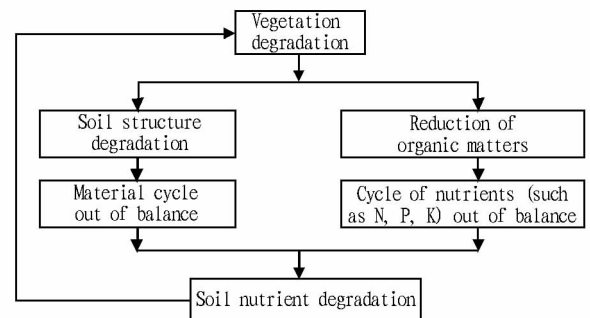 Vegetation
degradation
Soil structure
degradation
Reduction of
organic matters
Material cycle
out of balance
Cycle of nutrients (such
as N, P, K) out of balance
Soil nutrient degradation